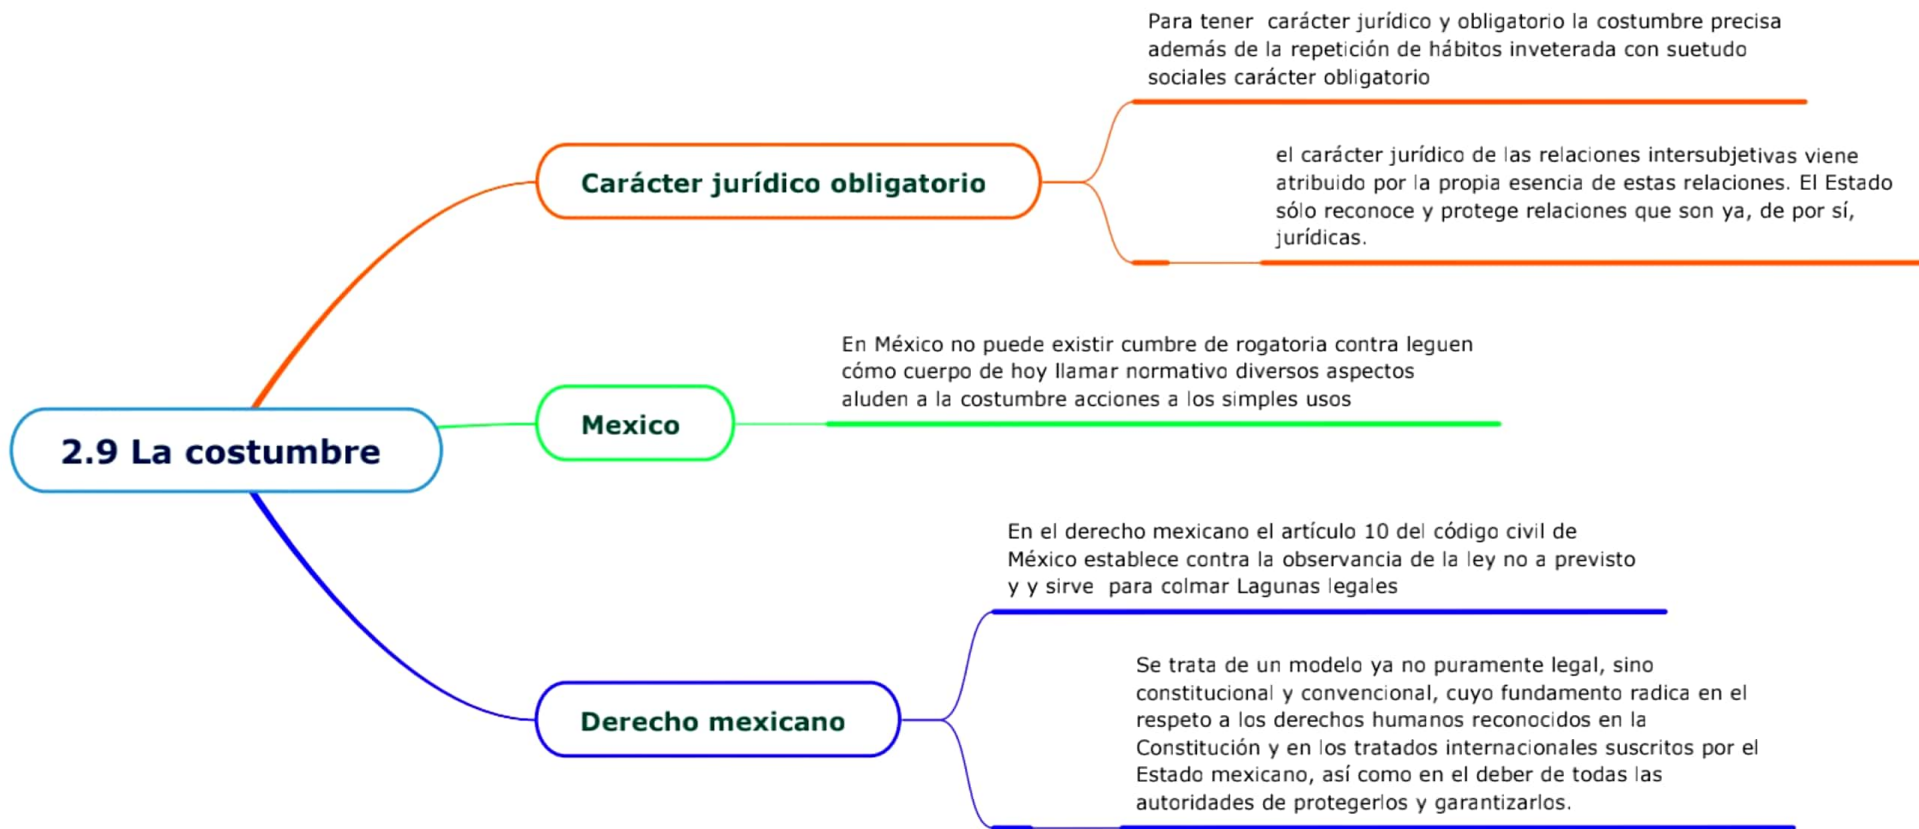 Para tener  carácter jurídico y obligatorio la costumbre precisa
además de la repetición de hábitos inveterada con suetudo
sociales carácter obligatorio
Carácter jurídico obligatorio
el carácter jurídico de las relaciones intersubjetivas viene
atribuido por la propia esencia de estas relaciones. El Estado
sólo reconoce y protege relaciones que son ya, de por sí,
jurídicas.
2.9 La costumbre
Mexico
En México no puede existir cumbre de rogatoria contra leguen
cómo cuerpo de hoy llamar normativo diversos aspectos
aluden a la costumbre acciones a los simples usos
Derecho mexicano
En el derecho mexicano el artículo 10 del código civil de
México establece contra la observancia de la ley no a previsto
y y sirve  para colmar Lagunas legales
Se trata de un modelo ya no puramente legal, sino
constitucional y convencional, cuyo fundamento radica en el
respeto a los derechos humanos reconocidos en la
Constitución y en los tratados internacionales suscritos por el
Estado mexicano, así como en el deber de todas las
autoridades de protegerlos y garantizarlos.